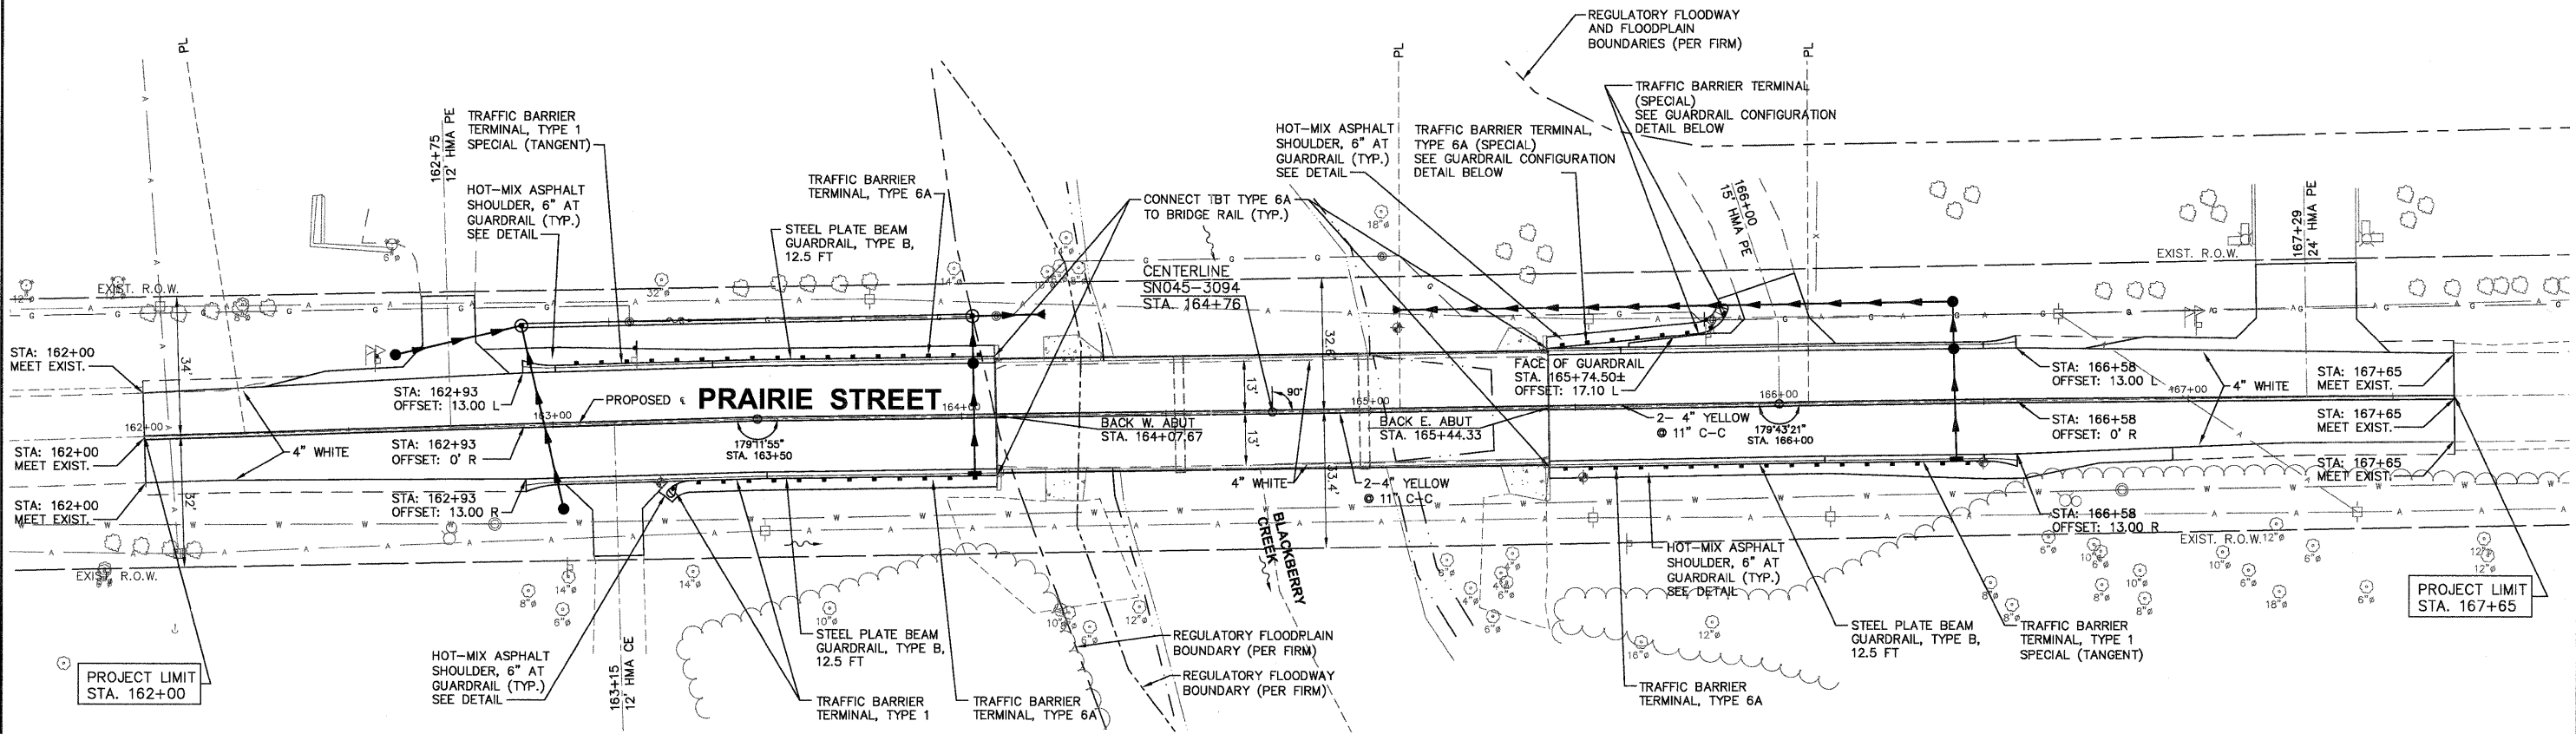 REGULATORY FLOODWAY
AND FLOODPLAIN
BOUNDARIES (PER FIRM)
PL
PL
PL
TRAFFIC BARRIER TERMINAL
(SPECIAL)
SEE GUARDRAIL CONFIGURATION
DETAIL BELOW
162+75
12' HMA PE
TRAFFIC BARRIER
TERMINAL, TYPE 1
SPECIAL (TANGENT)
HOT-MIX ASPHALT
SHOULDER, 6" AT
GUARDRAIL (TYP.)
SEE DETAIL
TRAFFIC BARRIER TERMINAL,
TYPE 6A (SPECIAL)
SEE GUARDRAIL CONFIGURATION
DETAIL BELOW
HOT-MIX ASPHALT
SHOULDER, 6" AT
GUARDRAIL (TYP.)
SEE DETAIL
TRAFFIC BARRIER
TERMINAL, TYPE 6A
CONNECT TBT TYPE 6A
TO BRIDGE RAIL (TYP.)
166+00
15' HMA PE
167+29
24' HMA PE
STEEL PLATE BEAM
GUARDRAIL, TYPE B,
12.5 FT
18"ø
6"ø
EXIST. R.O.W.
EXIST. R.O.W.
CENTERLINE
SN045-3094
STA. 164+76
32"ø
14"ø
12"ø
34'
32.6'
STA: 162+00
MEET EXIST.
FACE OF GUARDRAIL
STA. 165+74.50±
OFFSET: 17.10 L
STA: 166+58
OFFSET: 13.00 L
STA: 167+65
MEET EXIST.
4" WHITE
STA: 162+93
OFFSET: 13.00 L
PROPOSED ℄
PRAIRIE STREET
13'
90°
162+00
163+00
164+00
165+00
166+00
167+00
BACK W. ABUT
STA. 164+07.67
BACK E. ABUT
STA. 165+44.33
2- 4" YELLOW
@ 11" C-C
179°43'21"
STA. 166+00
STA: 166+58
OFFSET: 0' R
STA: 167+65
MEET EXIST.
STA: 162+00
MEET EXIST.
4" WHITE
STA: 162+93
OFFSET: 0' R
179°11'55"
STA. 163+50
13'
STA: 162+00
MEET EXIST.
STA: 162+93
OFFSET: 13.00 R
32'
4" WHITE
2-4" YELLOW
@ 11" C-C
33.4'
STA: 167+65
MEET EXIST.
STA: 166+58
OFFSET: 13.00 R
BLACKBERRY
CREEK
EXIST. R.O.W.
EXIST. R.O.W.
HOT-MIX ASPHALT
SHOULDER, 6" AT
GUARDRAIL (TYP.)
SEE DETAIL
PROJECT LIMIT
STA. 167+65
14"ø
14"ø
8"ø
6"ø
10"ø
12"ø
12"ø
16"ø
18"ø
HOT-MIX ASPHALT
SHOULDER, 6" AT
GUARDRAIL (TYP.)
SEE DETAIL
163+15
12' HMA CE
STEEL PLATE BEAM
GUARDRAIL, TYPE B,
12.5 FT
REGULATORY FLOODPLAIN
BOUNDARY (PER FIRM)
STEEL PLATE BEAM
GUARDRAIL, TYPE B,
12.5 FT
TRAFFIC BARRIER
TERMINAL, TYPE 1
SPECIAL (TANGENT)
PROJECT LIMIT
STA. 162+00
REGULATORY FLOODWAY
BOUNDARY (PER FIRM)
TRAFFIC BARRIER
TERMINAL, TYPE 1
TRAFFIC BARRIER
TERMINAL, TYPE 6A
TRAFFIC BARRIER
TERMINAL, TYPE 6A